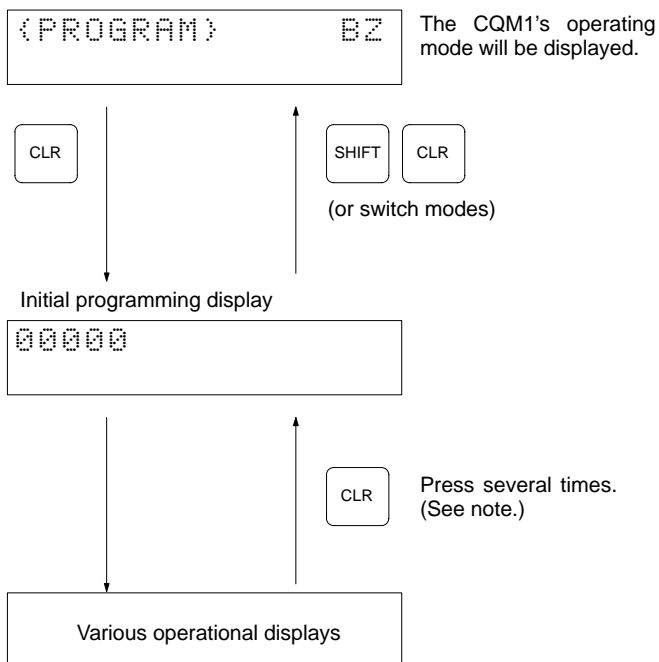 <PROGRAM> BZ
The CQM1's operating
mode will be displayed.
CLR
SHIFT CLR
(or switch modes)
Initial programming display
00000
CLR
Press several times.
(See note.)
Various operational displays